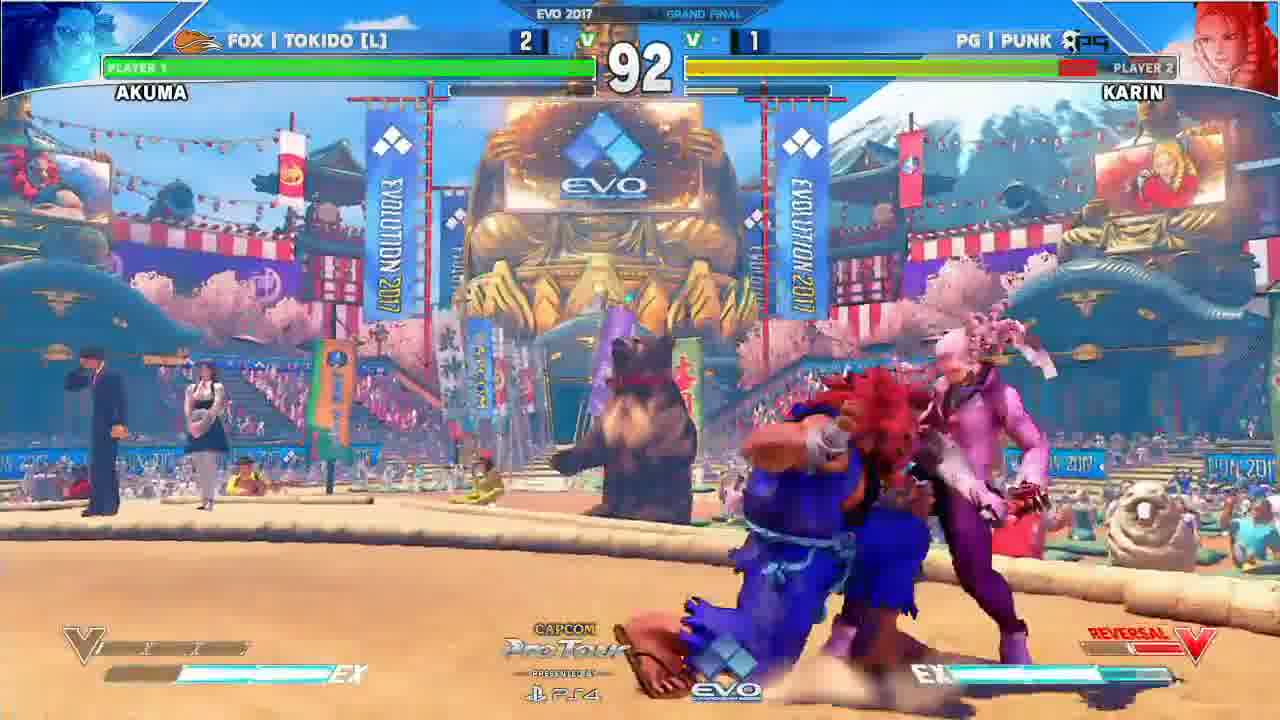 EVO 2017
GRAND FINAL
FOX | TOKIDO [L]
2
V
92
V
1
PG | PUNK
PLAYER 1
PLAYER 2
AKUMA
KARIN
EVO
EVOLUTION 2017
EVOLUTION 2017
REVERSAL
V
V
EX
EX
CAPCOM
Pro Tour
PRESENTED BY
PS4
EVO